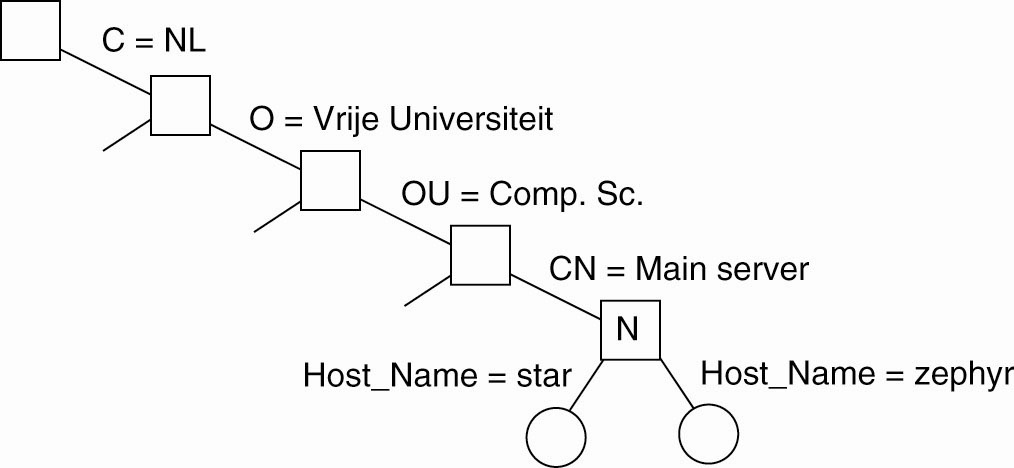 C = NL
O = Vrije Universiteit
OU = Comp. Sc.
CN = Main server
N
Host_Name = star
Host_Name = zephyr